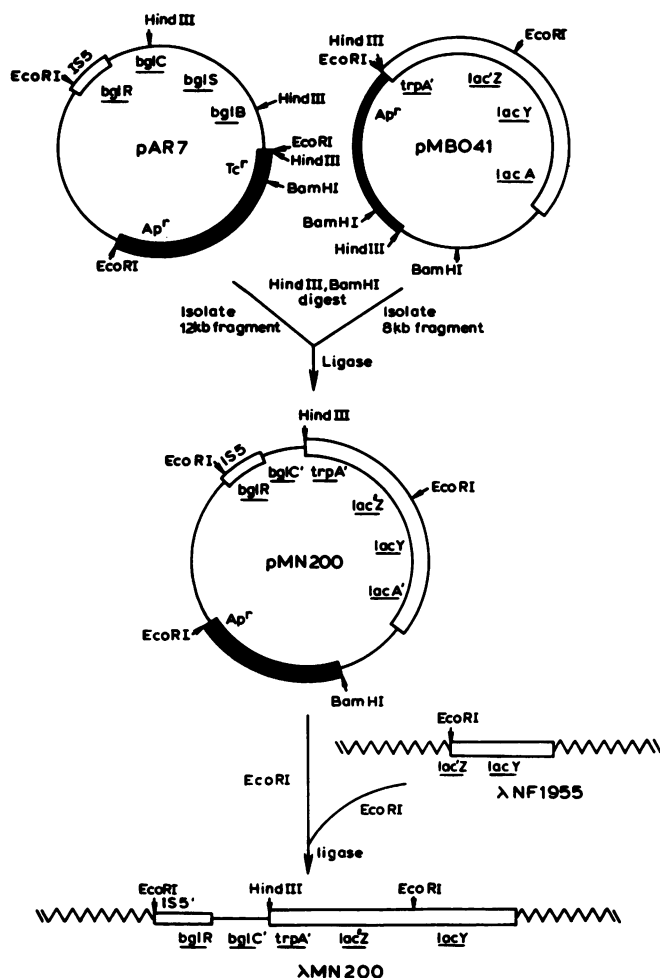 Hind III
EcoRI
IS5
bglC
bglR
bglS
bglB
Hind III
EcoRI
Hind III
BamHI
Tcʳ
pAR7
Apʳ
EcoRI
Hind III
EcoRI
EcoRI
trpA'
lac'Z
lacY
lacA
Apʳ
pMBO41
BamHI
Hind III
BamHI
Hind III, BamHI
digest
Isolate
12kb fragment
Isolate
8kb fragment
Ligase
Hind III
EcoRI
IS5
bglR
bglC'
trpA'
EcoRI
lac'Z
lacY
lacA'
pMN200
Apʳ
EcoRI
BamHI
EcoRI
EcoRI
lac'Z
lacY
λNF1955
EcoRI
ligase
EcoRI
IS5'
Hind III
EcoRI
bglR
bglC'
trpA'
lac'Z
lacY
λMN200